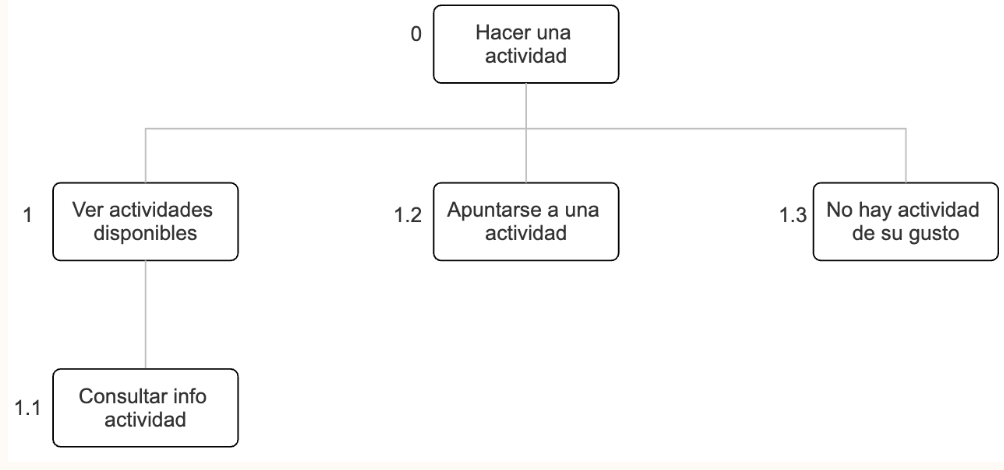 0
Hacer una
actividad
1
Ver actividades
disponibles
1.2
Apuntarse a una
actividad
1.3
No hay actividad
de su gusto
1.1
Consultar info
actividad